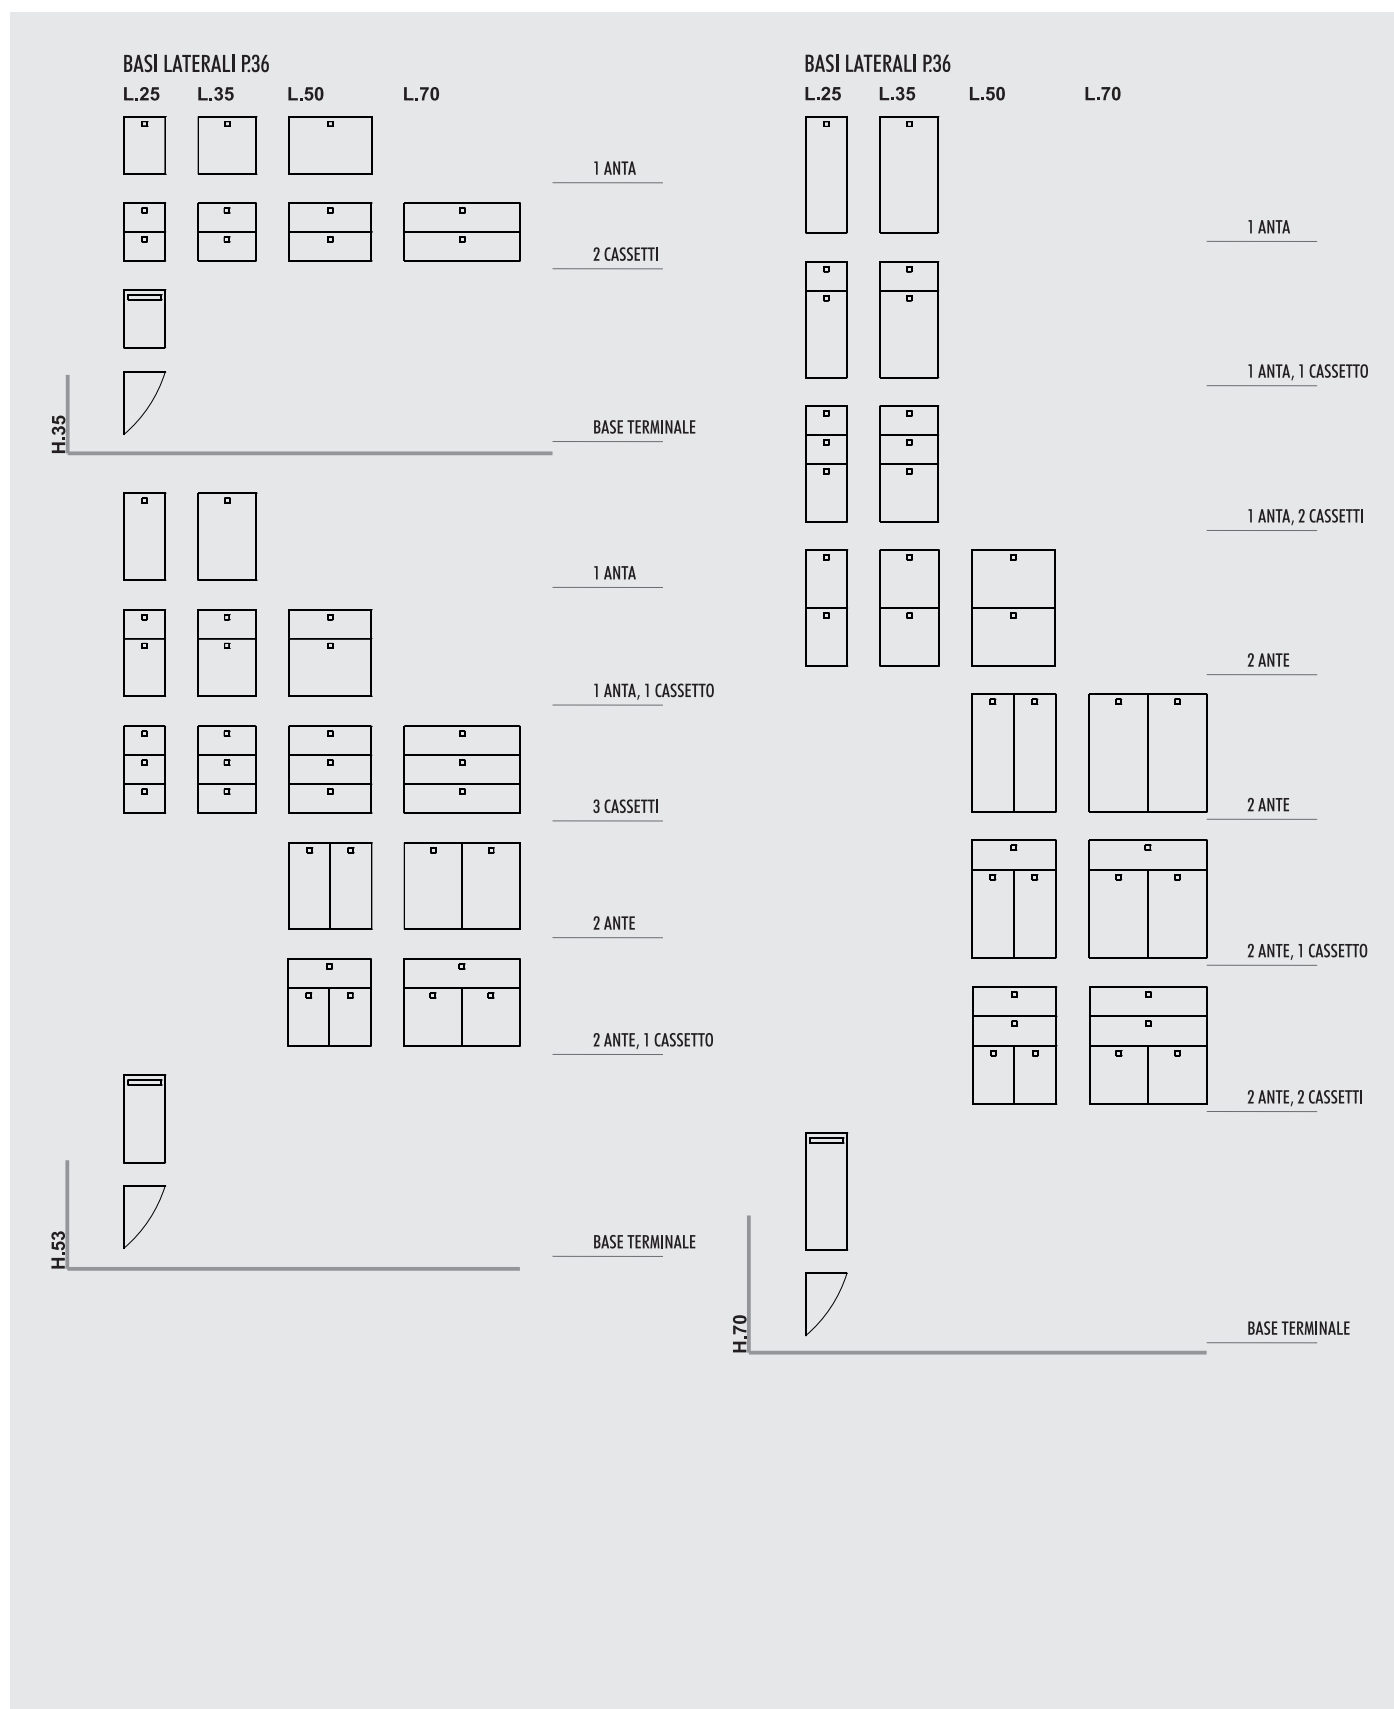 BASI LATERALI P.36
L.25 L.35 L.50 L.70
1 ANTA
2 CASSETTI
BASE TERMINALE
H.35
1 ANTA
1 ANTA, 1 CASSETTO
3 CASSETTI
2 ANTE
2 ANTE, 1 CASSETTO
BASE TERMINALE
H.53
BASI LATERALI P.36
L.25 L.35 L.50 L.70
1 ANTA
1 ANTA, 1 CASSETTO
1 ANTA, 2 CASSETTI
2 ANTE
2 ANTE
2 ANTE, 1 CASSETTO
2 ANTE, 2 CASSETTI
BASE TERMINALE
H.70